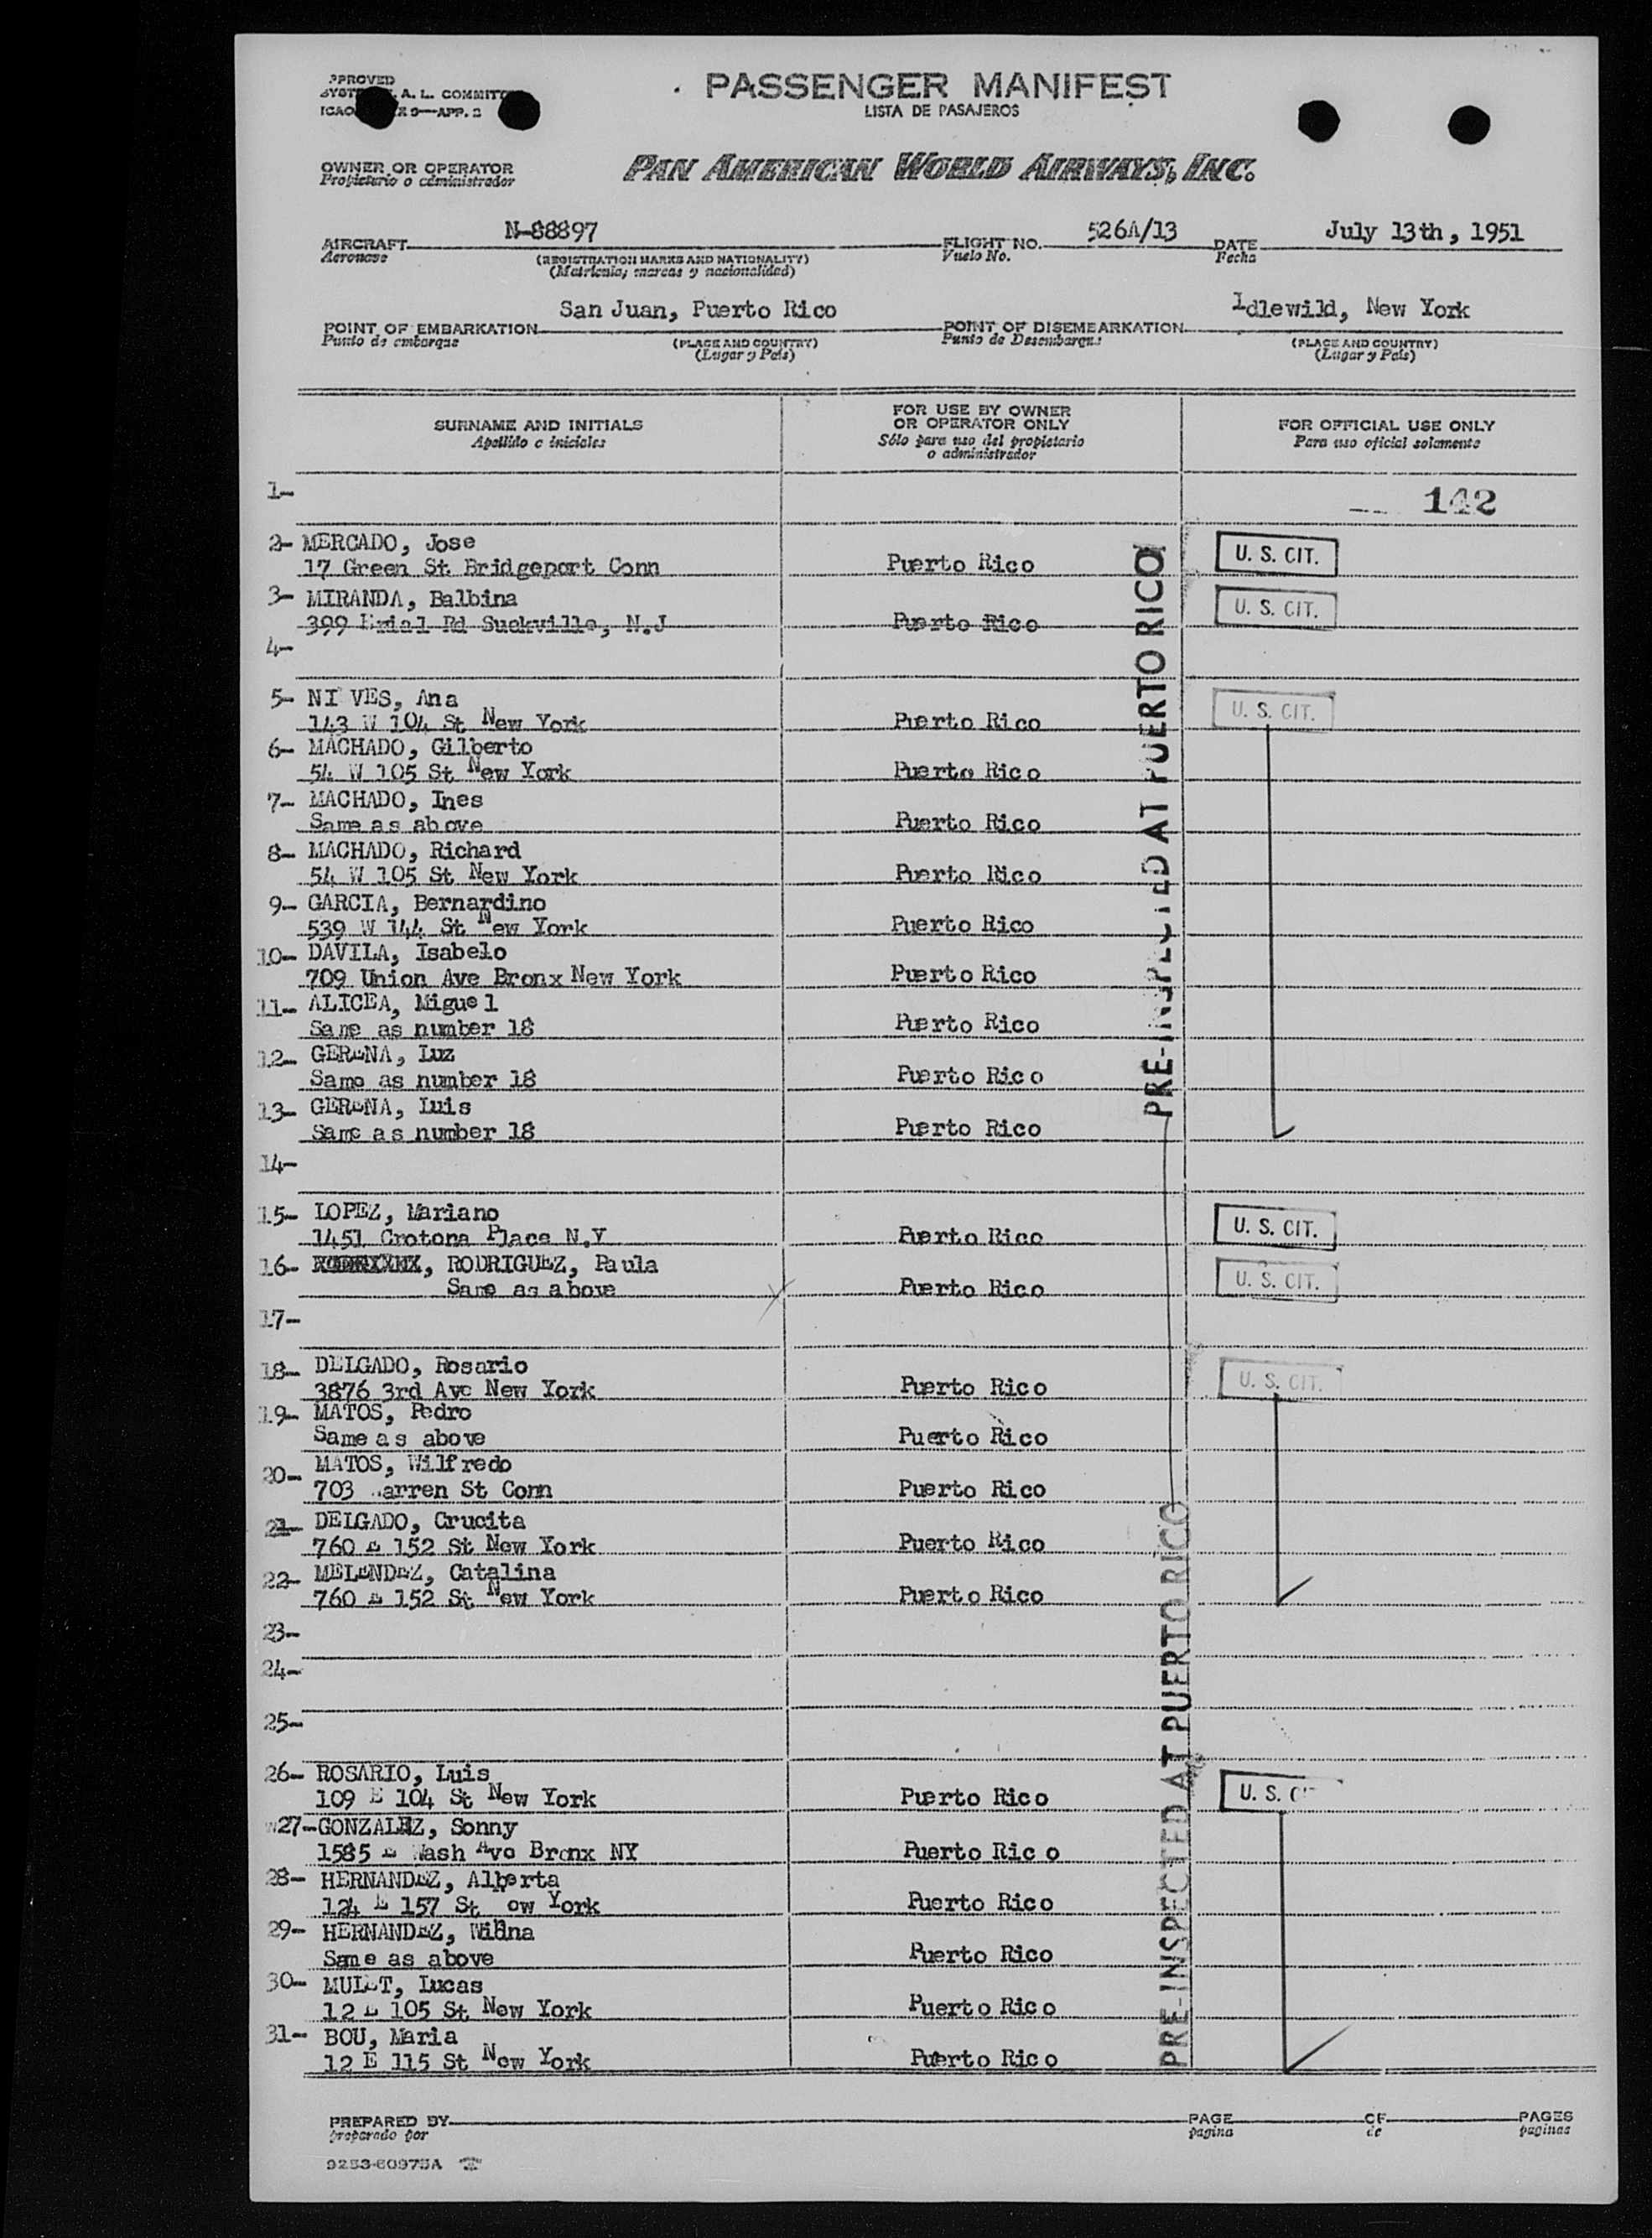 PASSENGER MANIFEST
LISTA DE PASAJEROS
OWNER OR OPERATOR
Propietario o administrador
PAN AMERICAN WORLD AIRWAYS, INC.
AIRCRAFT N-88897 FLIGHT NO. 526A/13 DATE July 13th, 1951
Aeronave Vuelo No. Fecha
(REGISTRATION MARKS AND NATIONALITY)
(Matricula, marcas y nacionalidad)
POINT OF EMBARKATION San Juan, Puerto Rico POINT OF DISEMBARKATION Idlewild, New York
Punto de embarque (PLACE AND COUNTRY) Punto de Desembarque (PLACE AND COUNTRY)
(Lugar y País) (Lugar y País)
SURNAME AND INITIALS
Apellido e iniciales
FOR USE BY OWNER
OR OPERATOR ONLY
Sólo para uso del propietario
o administrador
FOR OFFICIAL USE ONLY
Para uso oficial solamente
1- 142
2- MERCADO, Jose U. S. CIT.
17 Green St Bridgeport Conn Puerto Rico
3- MIRANDA, Balbina U. S. CIT.
399 Rd N.J Puerto Rico
4-
5- NI VES, Ana U. S. CIT.
143 W 104 St New York Puerto Rico
6- MACHADO, Gilberto
54 W 105 St New York Puerto Rico
7- MACHADO, Ines
Same as above Puerto Rico
8- MACHADO, Richard
54 W 105 St New York Puerto Rico
9- GARCIA, Bernardino
539 W 144 St New York Puerto Rico
10- DAVILA, Isabelo
709 Union Ave Bronx New York Puerto Rico
11- ALICEA, Miguel
Same as number 18 Puerto Rico
12- GERENA, Luz
Same as number 18 Puerto Rico
13- GERENA, Luis
Same as number 18 Puerto Rico
PRE-INSPECTED AT PUERTO RICO
14-
15- LOPEZ, Mariano U. S. CIT.
1451 Crotona Place N.Y Puerto Rico
16- RODRIGUEZ, Paula U. S. CIT.
Same as above Puerto Rico
17-
18- DELGADO, Rosario U. S. CIT.
3876 3rd Ave New York Puerto Rico
19- MATOS, Pedro
Same as above Puerto Rico
20- MATOS, Wilfredo
703 arren St Conn Puerto Rico
21- DELGADO, Crucita
760 E 152 St New York Puerto Rico
22- MELENDEZ, Catalina
760 E 152 St New York Puerto Rico
23-
24-
25-
26- ROSARIO, Luis U. S. C
109 E 104 St New York Puerto Rico
27- GONZALEZ, Sonny
1585 E Wash Ave Bronx NY Puerto Rico
28- HERNANDEZ, Alberta
124 E 157 St ew York Puerto Rico
29- HERNANDEZ,
Same as above Puerto Rico
30- MULET, Lucas
12 E 105 St New York Puerto Rico
31- BOU, Maria
12 E 115 St New York Puerto Rico
PRE-INSPECTED AT PUERTO RICO
PREPARED BY PAGE OF PAGES
preparado por pagina de paginas